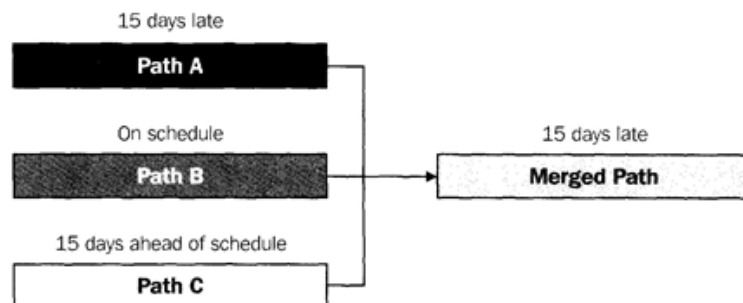 15 days late
Path A
On schedule
Path B
15 days late
Merged Path
15 days ahead of schedule
Path C